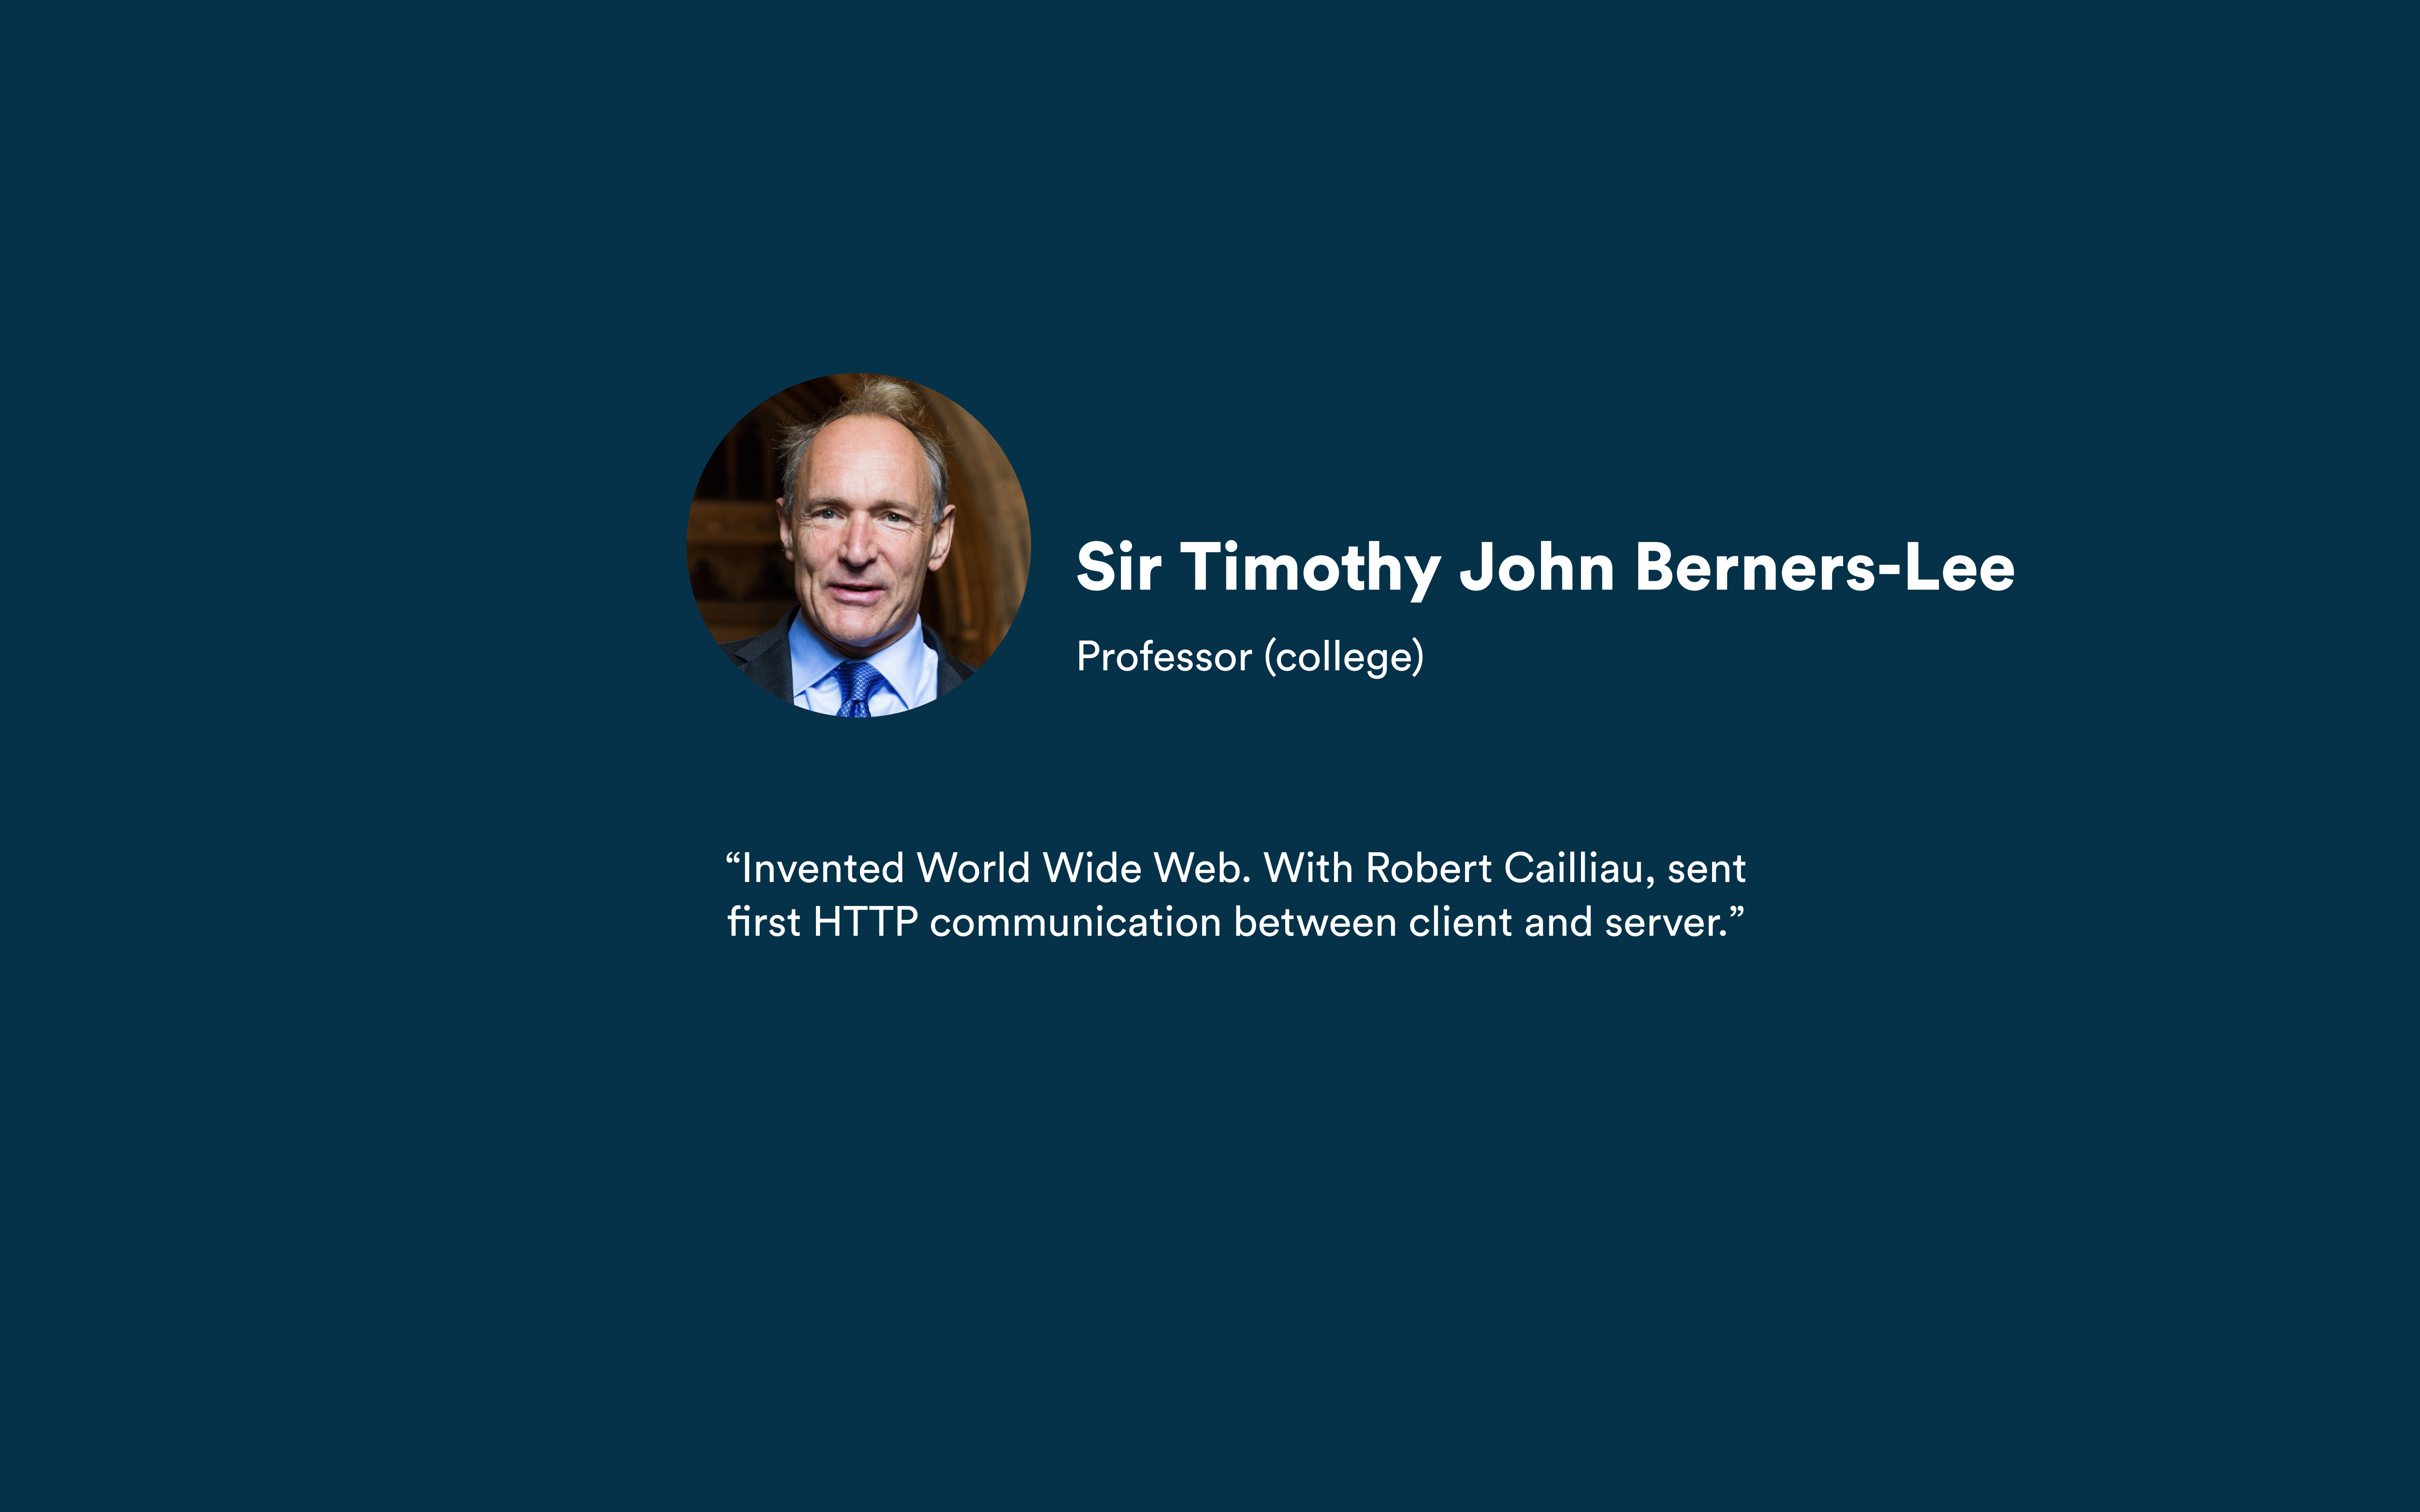 Sir Timothy John Berners-Lee
Professor (college)
“Invented World Wide Web. With Robert Cailliau, sent
first HTTP communication between client and server.”